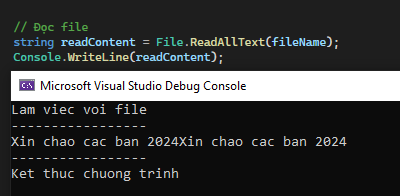 // Đọc file
string readContent = File.ReadAllText(fileName);
Console.WriteLine(readContent);
C:\
Microsoft Visual Studio Debug Console
Lam viec voi file
-----------------
Xin chao cac ban 2024Xin chao cac ban 2024
-----------------
Ket thuc chuong trinh